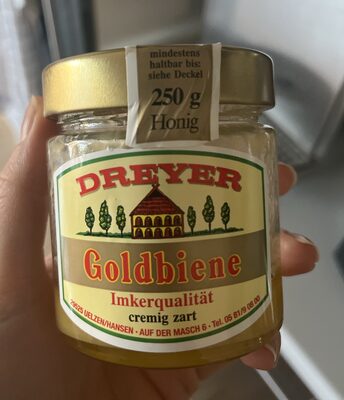 mindestens
haltbar bis:
siehe Deckel
250 g
Honig
DREYER
Goldbiene
Imkerqualität
cremig zart
29525 UELZEN/HANSEN · AUF DER MASCH 6 · Tel. 05 81/9 08 00